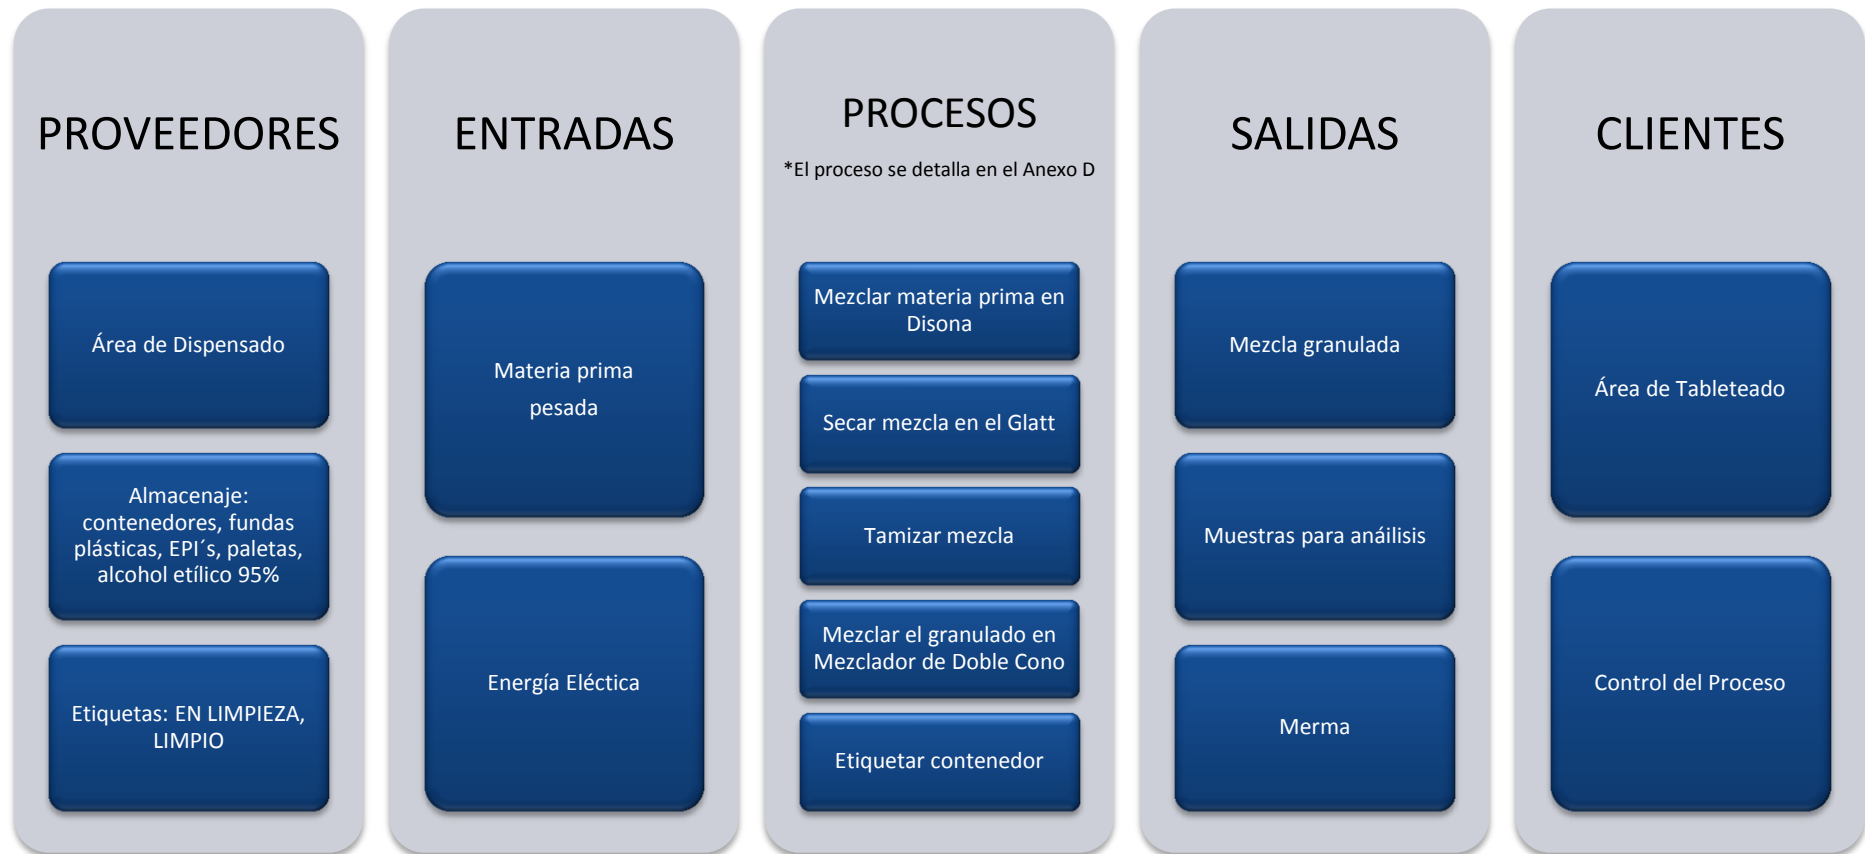 PROVEEDORES
Área de Dispensado
Almacenaje:
contenedores, fundas
plásticas, EPI´s, paletas,
alcohol etílico 95%
Etiquetas: EN LIMPIEZA,
LIMPIO
ENTRADAS
Materia prima
pesada
Energía Eléctica
PROCESOS
*El proceso se detalla en el Anexo D
Mezclar materia prima en
Disona
Secar mezcla en el Glatt
Tamizar mezcla
Mezclar el granulado en
Mezclador de Doble Cono
Etiquetar contenedor
SALIDAS
Mezcla granulada
Muestras para anáilisis
Merma
CLIENTES
Área de Tableteado
Control del Proceso